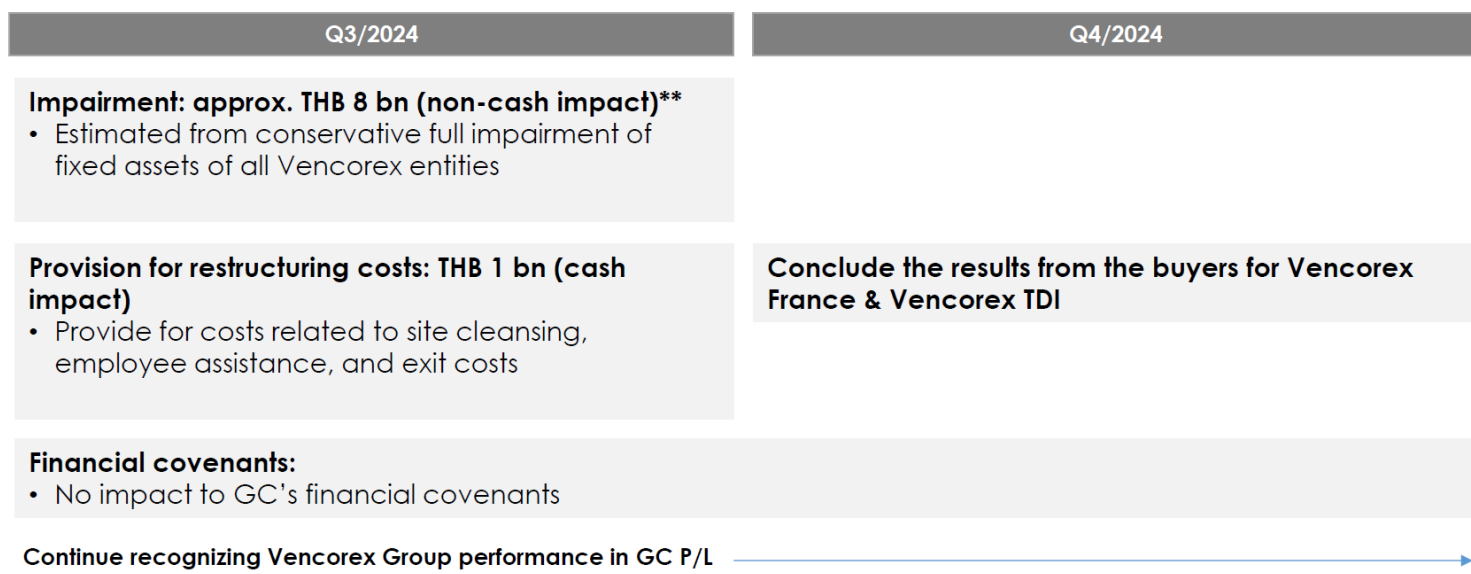 Q3/2024
Q4/2024
Impairment: approx. THB 8 bn (non-cash impact)**
• Estimated from conservative full impairment of
fixed assets of all Vencorex entities
Provision for restructuring costs: THB 1 bn (cash
impact)
• Provide for costs related to site cleansing,
employee assistance, and exit costs
Conclude the results from the buyers for Vencorex
France & Vencorex TDI
Financial covenants:
• No impact to GC’s financial covenants
Continue recognizing Vencorex Group performance in GC P/L